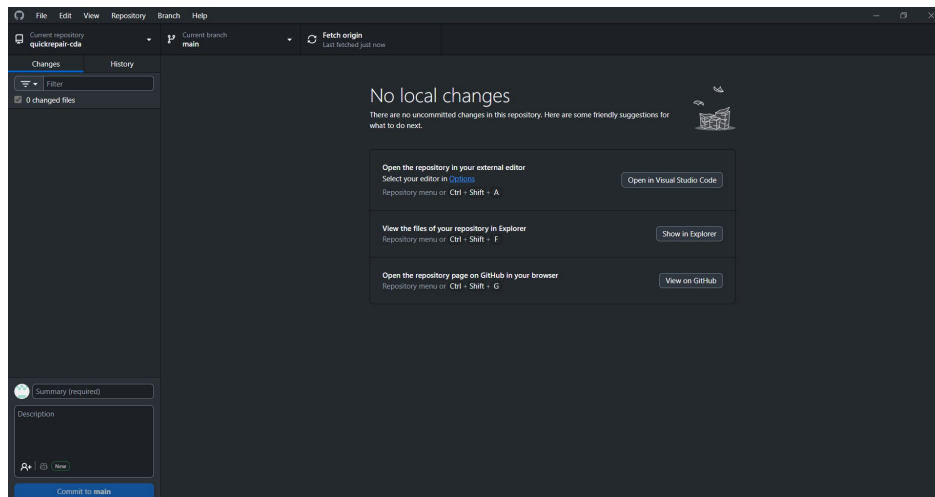 File Edit View Repository Branch Help
Current repository
quickrepair-cda
Current branch
main
Fetch origin
Last fetched just now
Changes History
Filter
0 changed files
No local changes
There are no uncommitted changes in this repository. Here are some friendly suggestions for
what to do next.
Open the repository in your external editor
Select your editor in Options
Repository menu or Ctrl + Shift + A
Open in Visual Studio Code
View the files of your repository in Explorer
Repository menu or Ctrl + Shift + F
Show in Explorer
Open the repository page on GitHub in your browser
Repository menu or Ctrl + Shift + G
View on GitHub
Summary (required)
Description
New
Commit to main